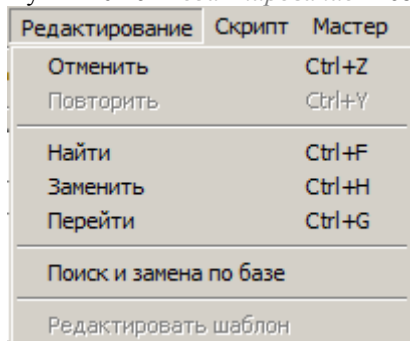 Редактирование Скрипт Мастер
Отменить Ctrl+Z
Повторить Ctrl+Y
Найти Ctrl+F
Заменить Ctrl+H
Перейти Ctrl+G
Поиск и замена по базе
Редактировать шаблон